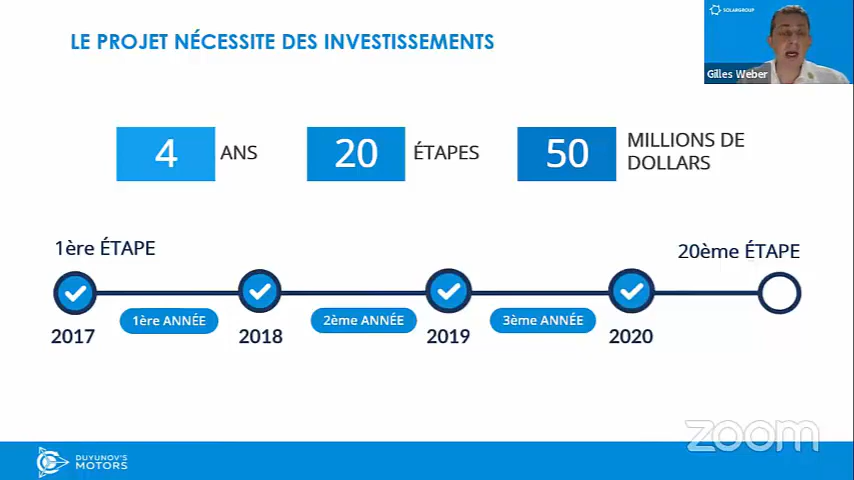 LE PROJET NÉCESSITE DES INVESTISSEMENTS
SOLARGROUP
Gilles Weber
4 ANS
20 ÉTAPES
50 MILLIONS DE
DOLLARS
1ère ÉTAPE
20ème ÉTAPE
1ère ANNÉE
2ème ANNÉE
3ème ANNÉE
2017
2018
2019
2020
zoom
DUYUNOV'S
MOTORS